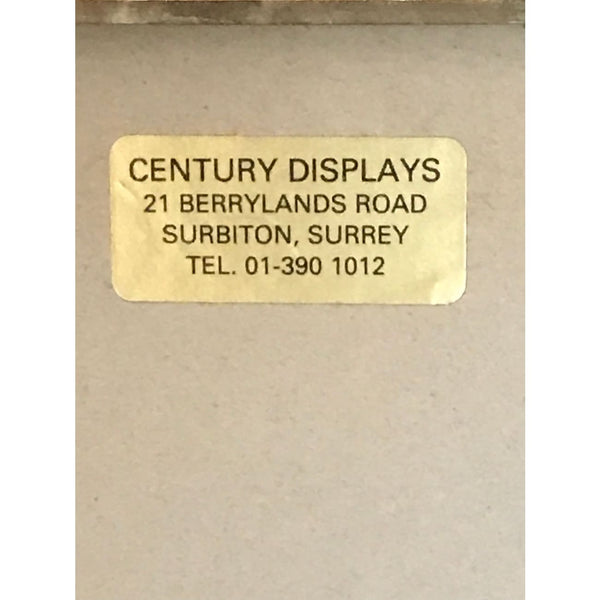 CENTURY DISPLAYS
21 BERRYLANDS ROAD
SURBITON, SURREY
TEL. 01-390 1012